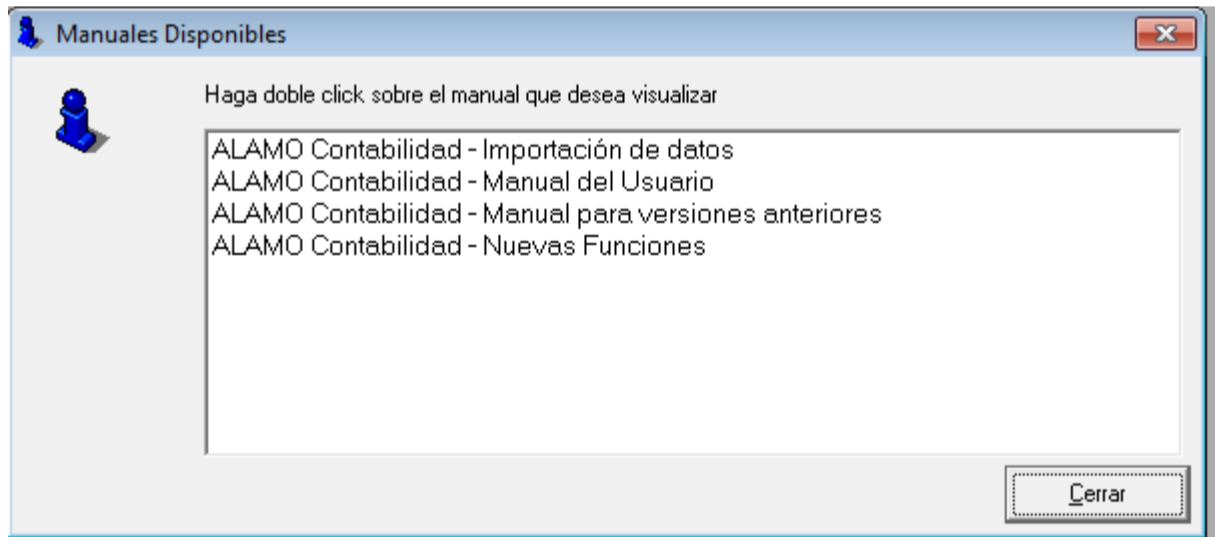 Manuales Disponibles
Haga doble click sobre el manual que desea visualizar
ALAMO Contabilidad - Importación de datos
ALAMO Contabilidad - Manual del Usuario
ALAMO Contabilidad - Manual para versiones anteriores
ALAMO Contabilidad - Nuevas Funciones
Cerrar